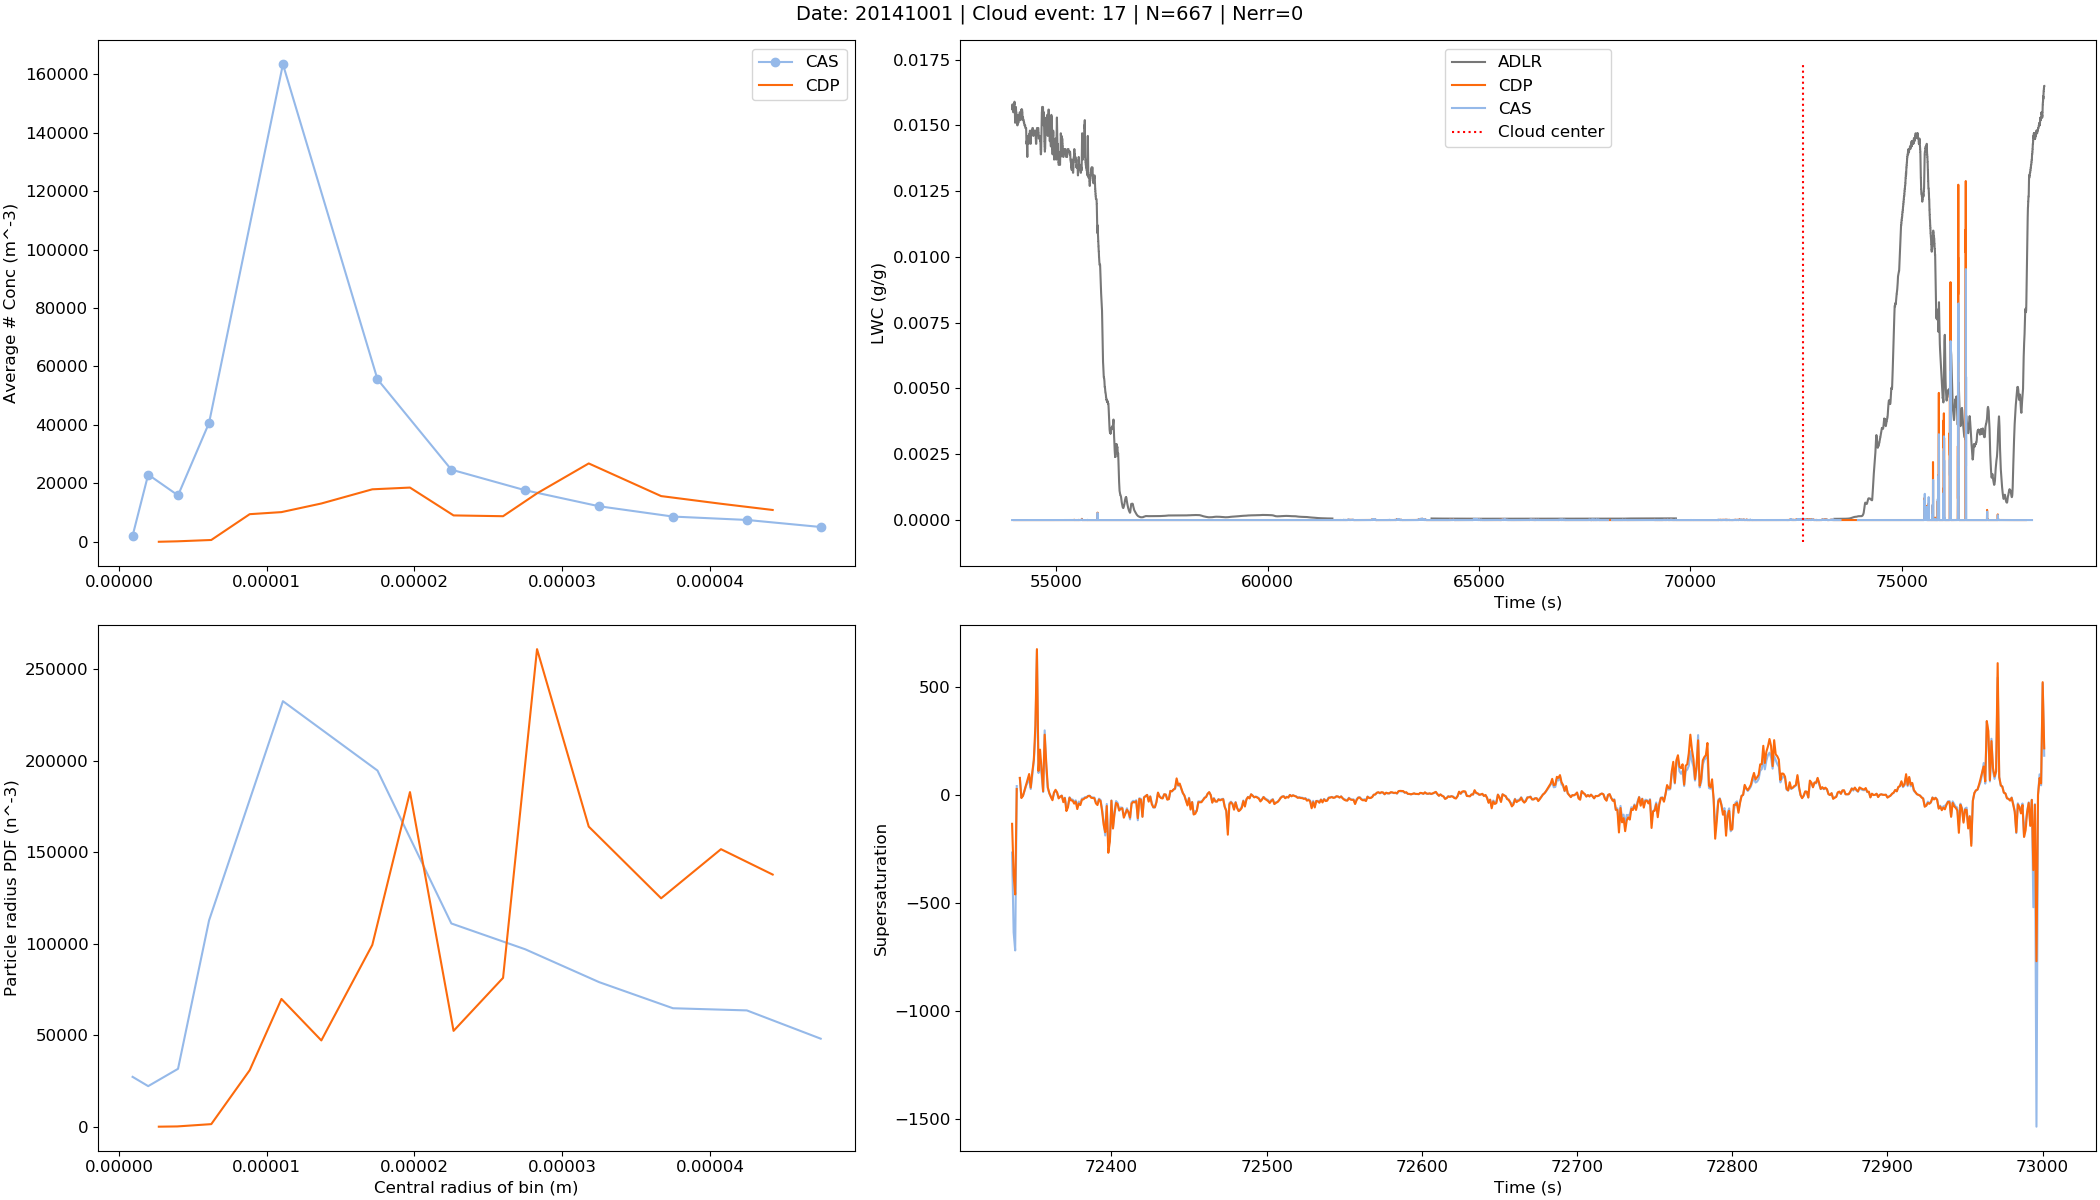 Date: 20141001 | Cloud event: 17 | N=667 | Nerr=0
Average # Conc (m^-3)
160000
140000
120000
100000
80000
60000
40000
20000
0
0.00000 0.00001 0.00002 0.00003 0.00004
CAS
CDP
LWC (g/g)
0.0175
0.0150
0.0125
0.0100
0.0075
0.0050
0.0025
0.0000
55000 60000 65000 70000 75000
Time (s)
ADLR
CDP
CAS
Cloud center
Particle radius PDF (n^-3)
250000
200000
150000
100000
50000
0
0.00000 0.00001 0.00002 0.00003 0.00004
Central radius of bin (m)
Supersaturation
500
0
−500
−1000
−1500
72400 72500 72600 72700 72800 72900 73000
Time (s)